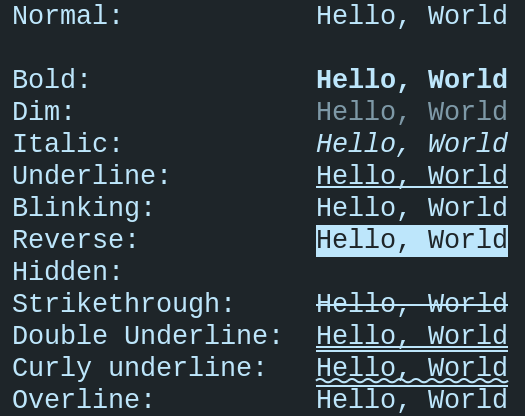 Normal: Hello, World
Bold: Hello, World
Dim: Hello, World
Italic: Hello, World
Underline: Hello, World
Blinking: Hello, World
Reverse: Hello, World
Hidden:
Strikethrough: Hello, World
Double Underline: Hello, World
Curly underline: Hello, World
Overline: Hello, World